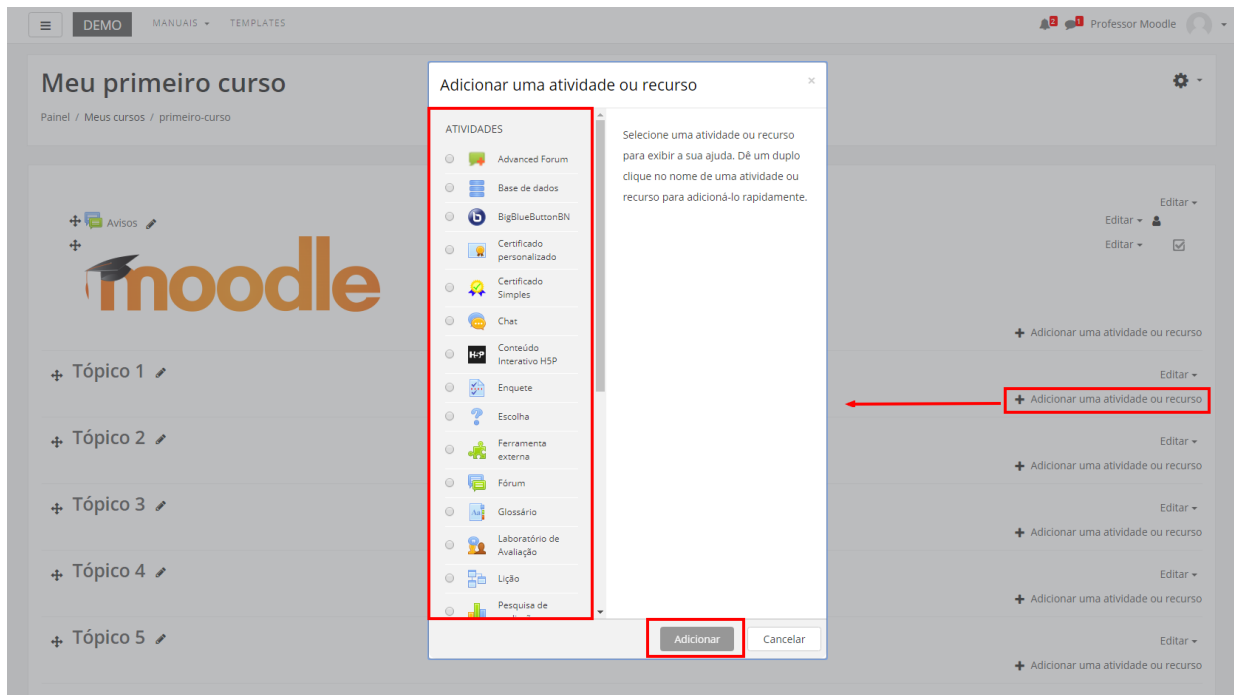 DEMO
MANUAIS
TEMPLATES
2
1
Professor Moodle
Meu primeiro curso
Painel / Meus cursos / primeiro-curso
Avisos
moodle
Editar
Editar
Editar
Adicionar uma atividade ou recurso
Tópico 1
Editar
Adicionar uma atividade ou recurso
Tópico 2
Editar
Adicionar uma atividade ou recurso
Tópico 3
Editar
Adicionar uma atividade ou recurso
Tópico 4
Editar
Adicionar uma atividade ou recurso
Tópico 5
Editar
Adicionar uma atividade ou recurso
Adicionar uma atividade ou recurso
×
ATIVIDADES
Advanced Forum
Base de dados
b
BigBlueButtonBN
Certificado
personalizado
Certificado
Simples
Chat
H5P
Conteúdo
Interativo H5P
Enquete
?
Escolha
Ferramenta
externa
Fórum
Aa
Glossário
Laboratório de
Avaliação
Lição
Pesquisa de
Selecione uma atividade ou recurso
para exibir a sua ajuda. Dê um duplo
clique no nome de uma atividade ou
recurso para adicioná-lo rapidamente.
Adicionar
Cancelar